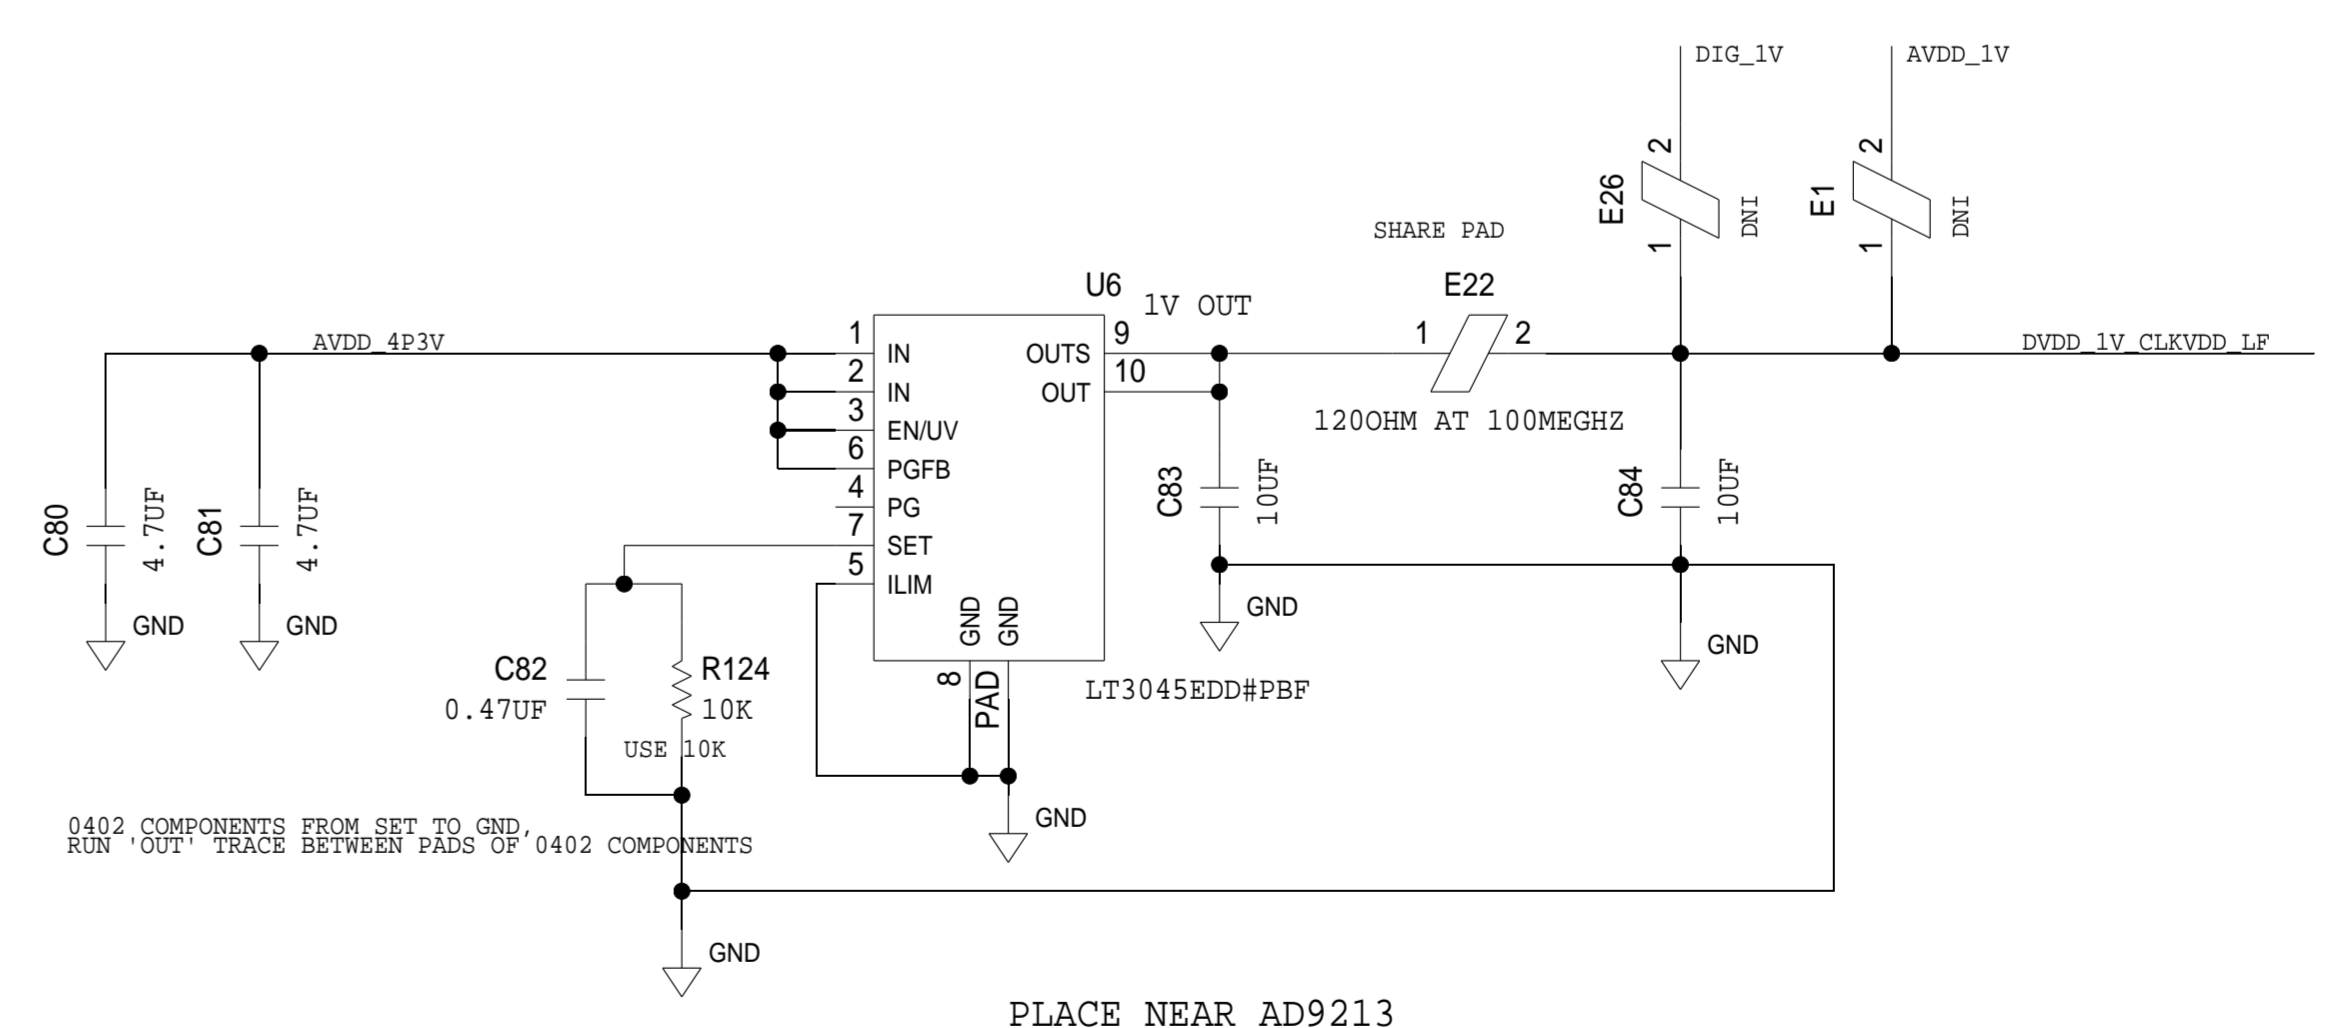 DIG_1V
AVDD_1V
2
2
E26
DNI
E1
DNI
1
1
SHARE PAD
U6
1V OUT
E22
AVDD_4P3V
1
IN
OUTS
9
1
2
DVDD_1V_CLKVDD_LF
2
IN
OUT
10
3
EN/UV
120OHM AT 100MEGHZ
6
PGFB
4
PG
7
SET
5
ILIM
C80
4.7UF
C81
4.7UF
C83
10UF
C84
10UF
GND
GND
GND
GND
GND
GND
8
PAD
LT3045EDD#PBF
C82
0.47UF
R124
10K
USE 10K
GND
0402 COMPONENTS FROM SET TO GND,
RUN 'OUT' TRACE BETWEEN PADS OF 0402 COMPONENTS
GND
PLACE NEAR AD9213